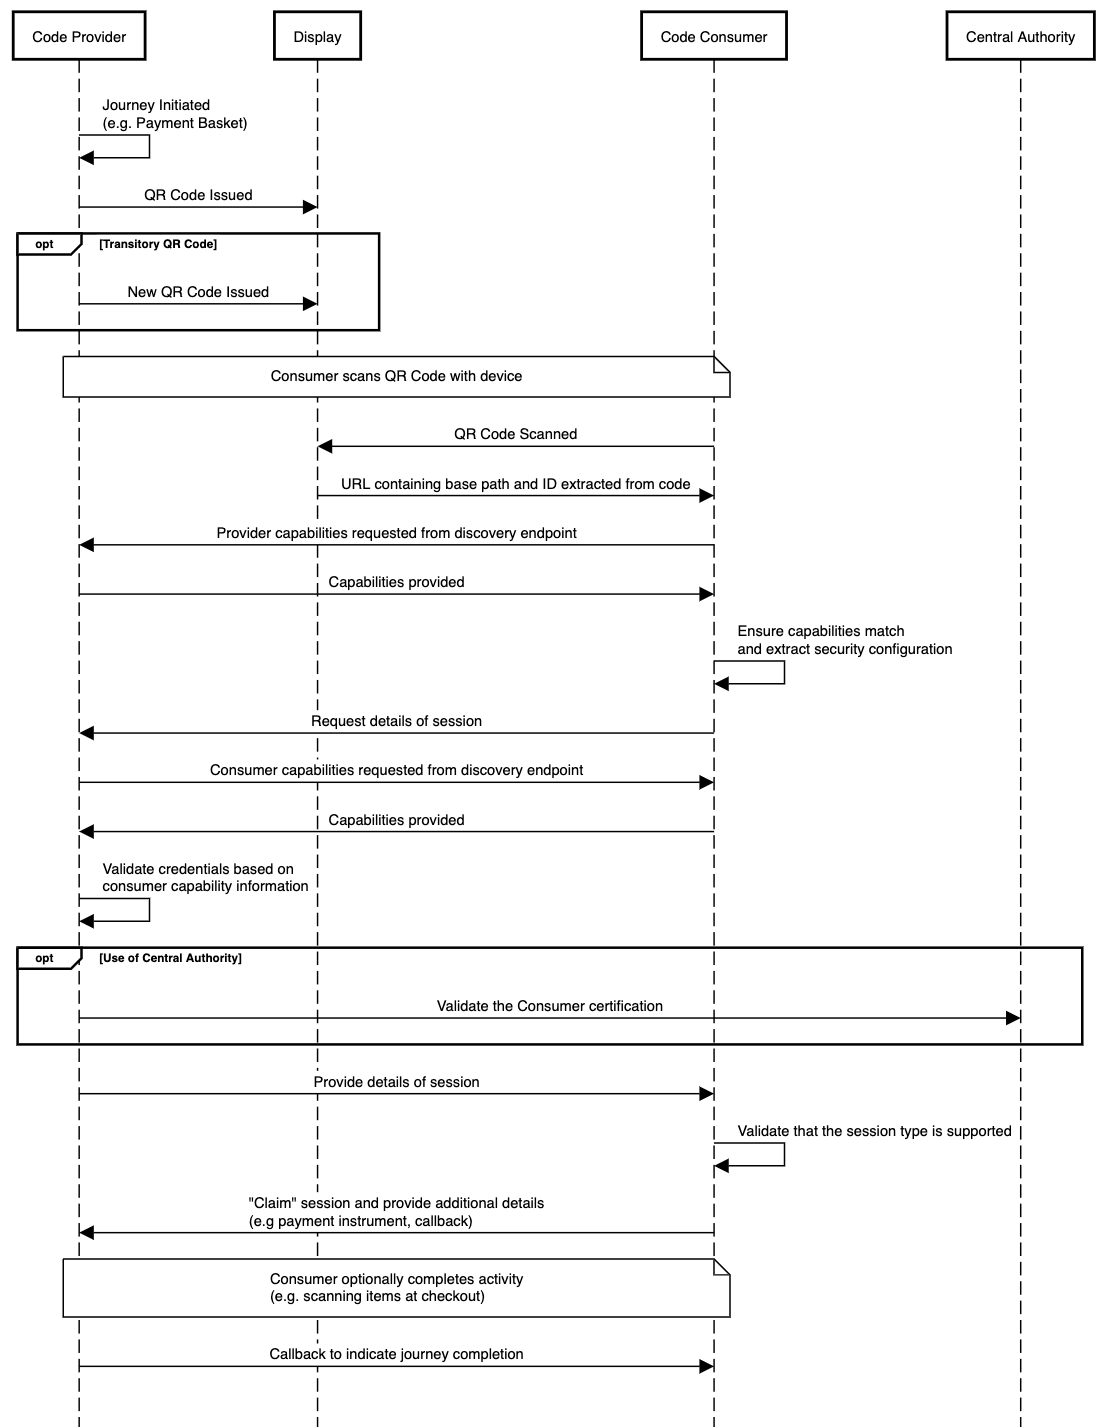 Code Provider
Display
Code Consumer
Central Authority
Journey Initiated
(e.g. Payment Basket)
QR Code Issued
opt
[Transitory QR Code]
New QR Code Issued
Consumer scans QR Code with device
QR Code Scanned
URL containing base path and ID extracted from code
Provider capabilities requested from discovery endpoint
Capabilities provided
Ensure capabilities match
and extract security configuration
Request details of session
Consumer capabilities requested from discovery endpoint
Capabilities provided
Validate credentials based on
consumer capability information
opt
[Use of Central Authority]
Validate the Consumer certification
Provide details of session
Validate that the session type is supported
"Claim" session and provide additional details
(e.g payment instrument, callback)
Consumer optionally completes activity
(e.g. scanning items at checkout)
Callback to indicate journey completion